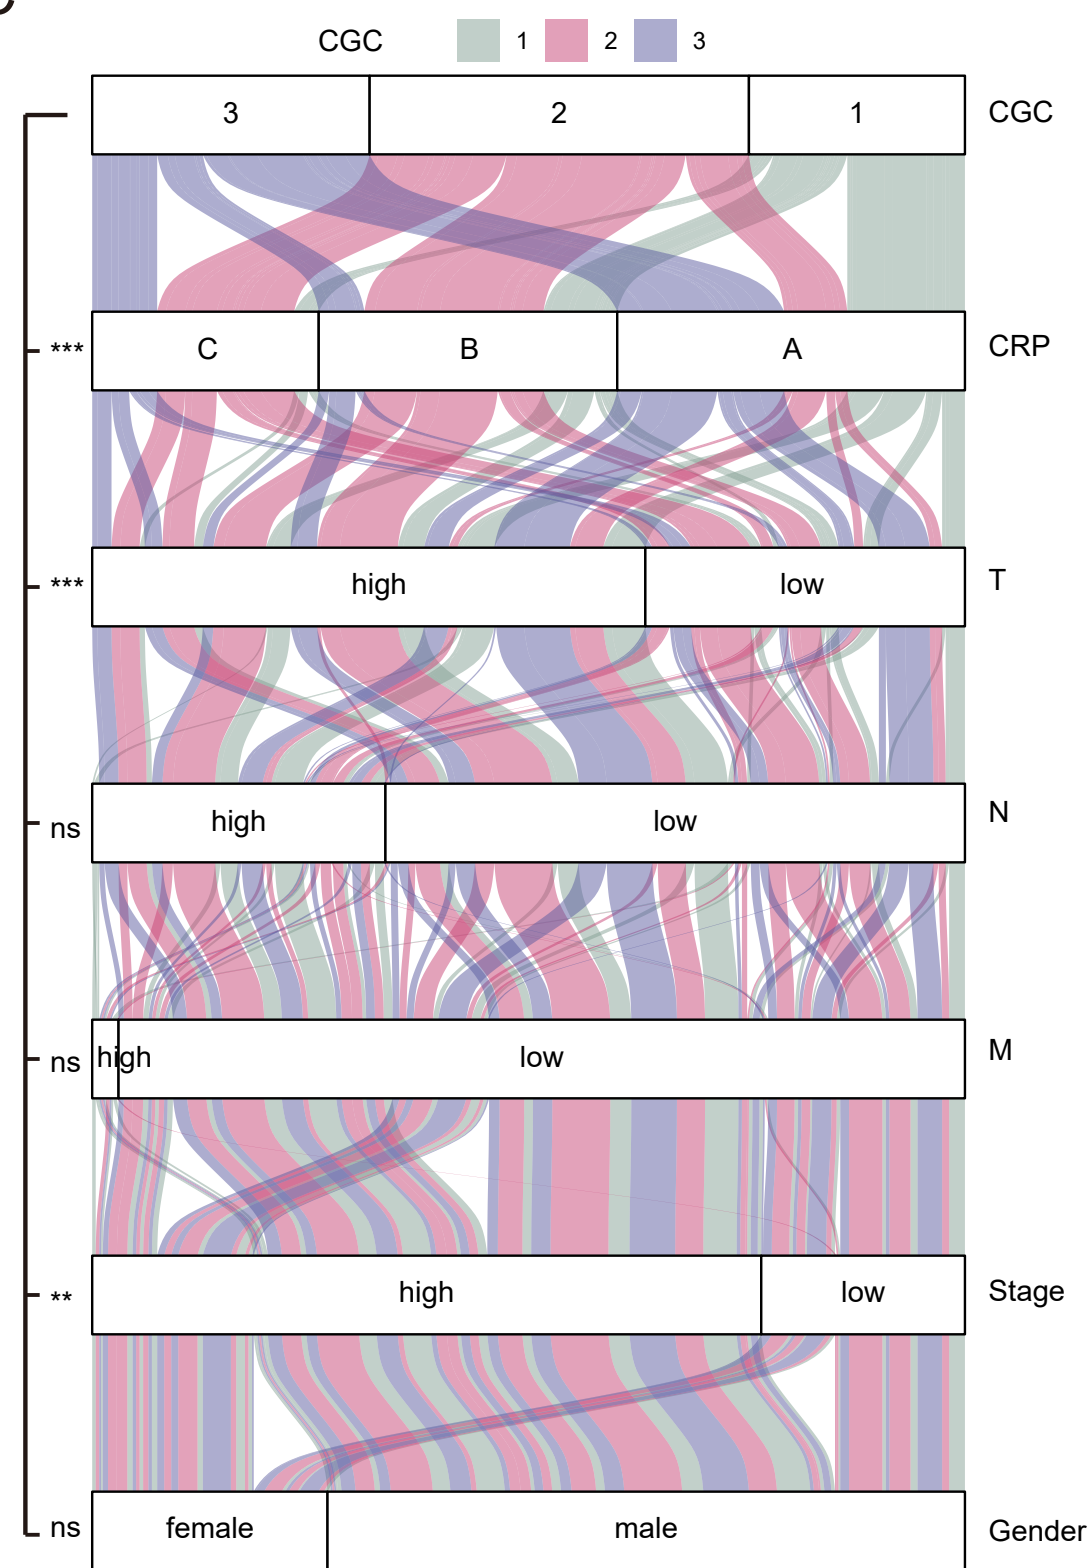 CGC 1 2 3
3 2 1 CGC
*** C B A CRP
*** high low T
ns high low N
ns high low M
** high low Stage
ns female male Gender